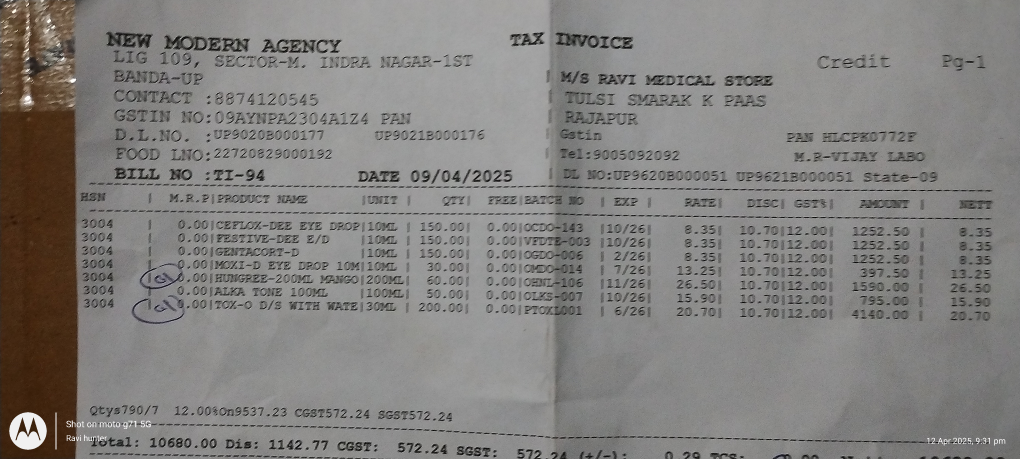 NEW MODERN AGENCY TAX INVOICE
LIG 109, SECTOR-M. INDRA NAGAR-1ST Credit Pg-1
BANDA-UP M/S RAVI MEDICAL STORE
CONTACT :8874120545 TULSI SMARAK K PAAS
GSTIN NO:09AYNPA2304A1Z4 PAN RAJAPUR
D.L.NO. :UP9020B000177 UP9021B000176 Gstin PAN HLCPK0772F
FOOD LNO:22720829000192 Tel:9005092092 M.R-VIJAY LABO
BILL NO :TI-94 DATE 09/04/2025 DL NO:UP9620B000051 UP9621B000051 State-09
HSN | M.R.P|PRODUCT NAME |UNIT | QTY| FREE|BATCH NO | EXP | RATE| DISC|GST%| AMOUNT | NETT
3004 | 0.00|CEFLOX-DEE EYE DROP|10ML | 150.00| 0.00|OCDO-143 |10/26| 8.35| 10.70|12.00| 1252.50 | 8.35
3004 | 0.00|FESTIVE-DEE E/D |10ML | 150.00| 0.00|VFDTE-003 |10/26| 8.35| 10.70|12.00| 1252.50 | 8.35
3004 | 0.00|GENTACORT-D |10ML | 150.00| 0.00|OGDO-006 | 2/26| 8.35| 10.70|12.00| 1252.50 | 8.35
3004 | 0.00|MOXI-D EYE DROP 10M|10ML | 30.00| 0.00|OMDO-014 | 7/26| 13.25| 10.70|12.00| 397.50 | 13.25
3004 | 0.00|HUNGREE-200ML MANGO|200ML | 60.00| 0.00|OHNL-106 |11/26| 26.50| 10.70|12.00| 1590.00 | 26.50
3004 | 0.00|ALKA TONE 100ML |100ML | 50.00| 0.00|OLKS-007 |10/26| 15.90| 10.70|12.00| 795.00 | 15.90
3004 | 0.00|TOX-O D/S WITH WATE|30ML | 200.00| 0.00|PTOXL001 | 6/26| 20.70| 10.70|12.00| 4140.00 | 20.70
Qtys790/7 12.00%On9537.23 CGST572.24 SGST572.24
Total: 10680.00 Dis: 1142.77 CGST: 572.24 SGST: 572.24 (+/-): 0.29 TCS:
Shot on moto g71 5G
Ravi hunter
12 Apr 2025, 9:31 pm